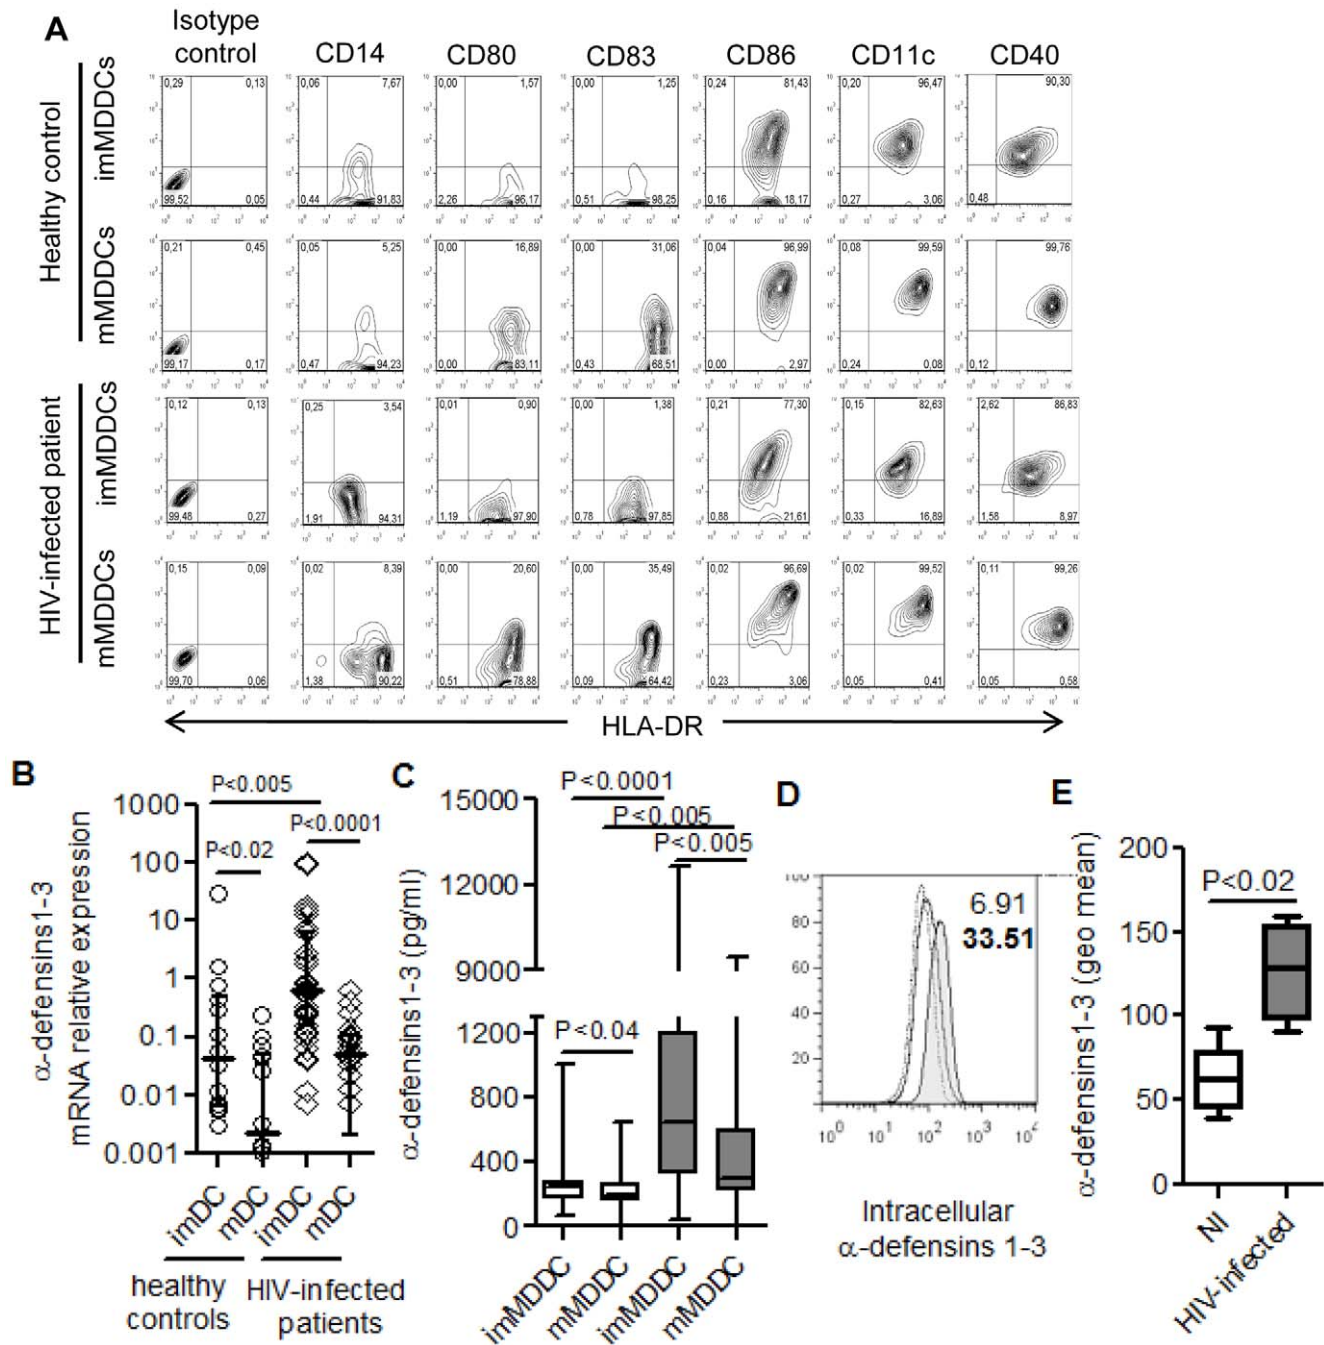 A
Isotype control
CD14
CD80
CD83
CD86
CD11c
CD40
Healthy control
imMDDCs
0,29 0,13 99,52 0,05
0,06 7,67 0,44 91,83
0,00 1,57 2,26 96,17
0,00 1,25 0,51 98,25
0,24 81,43 0,16 18,17
0,20 96,47 0,27 3,06
90,30 0,48
mMDDCs
0,21 0,45 99,17 0,17
0,05 5,25 0,47 94,23
0,00 16,89 0,00 83,11
0,00 31,06 0,43 68,51
0,04 96,99 0,00 2,97
0,08 99,59 0,24 0,08
99,76 0,12
HIV-infected patient
imMDDCs
0,12 0,13 99,48 0,27
0,25 3,54 1,91 94,31
0,01 0,90 1,19 97,90
0,00 1,38 0,78 97,85
0,21 77,30 0,88 21,61
0,15 82,63 0,33 16,89
2,62 86,83 1,58 8,97
mMDDCs
0,15 0,09 99,70 0,06
0,02 8,39 1,38 90,22
0,00 20,60 0,51 78,88
0,00 35,49 0,09 64,42
0,02 96,69 0,23 3,06
0,02 99,52 0,05 0,41
0,11 99,26 0,05 0,58
HLA-DR
B
α-defensins1-3
mRNA relative expression
1000
100
10
1
0.1
0.01
0.001
P<0.005
P<0.0001
P<0.02
imDC
mDC
imDC
mDC
healthy controls
HIV-infected patients
C
α-defensins1-3 (pg/ml)
15000
12000
9000
1200
800
400
0
P<0.0001
P<0.005
P<0.005
P<0.04
imMDDC
mMDDC
imMDDC
mMDDC
D
100
80
60
40
20
6.91
33.51
10⁰ 10¹ 10² 10³ 10⁴
Intracellular
α-defensins 1-3
E
α-defensins1-3 (geo mean)
200
150
100
50
0
P<0.02
NI
HIV-infected